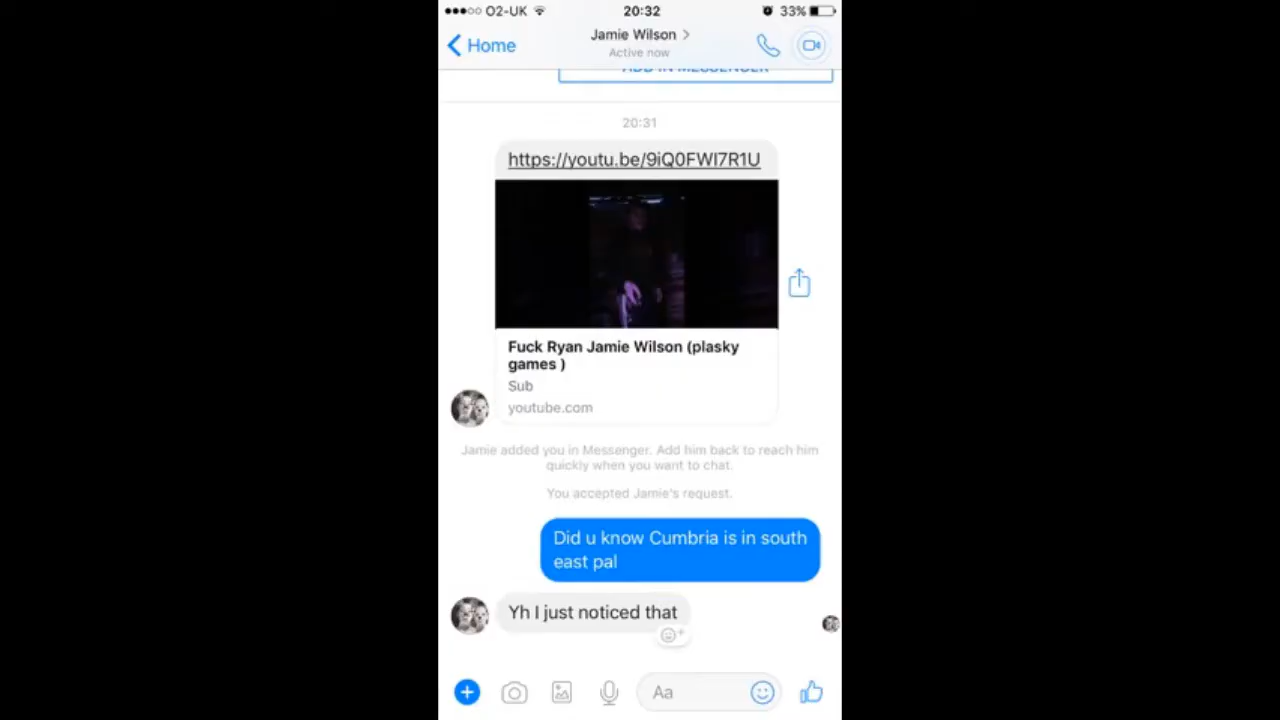 O2-UK 20:32 33%
Home Jamie Wilson
Active now
ADD IN MESSENGER
20:31
https://youtu.be/9iQ0FWI7R1U
Fuck Ryan Jamie Wilson (plasky
games )
Sub
youtube.com
Jamie added you in Messenger. Add him back to reach him
quickly when you want to chat.
You accepted Jamie's request.
Did u know Cumbria is in south
east pal
Yh I just noticed that
Aa